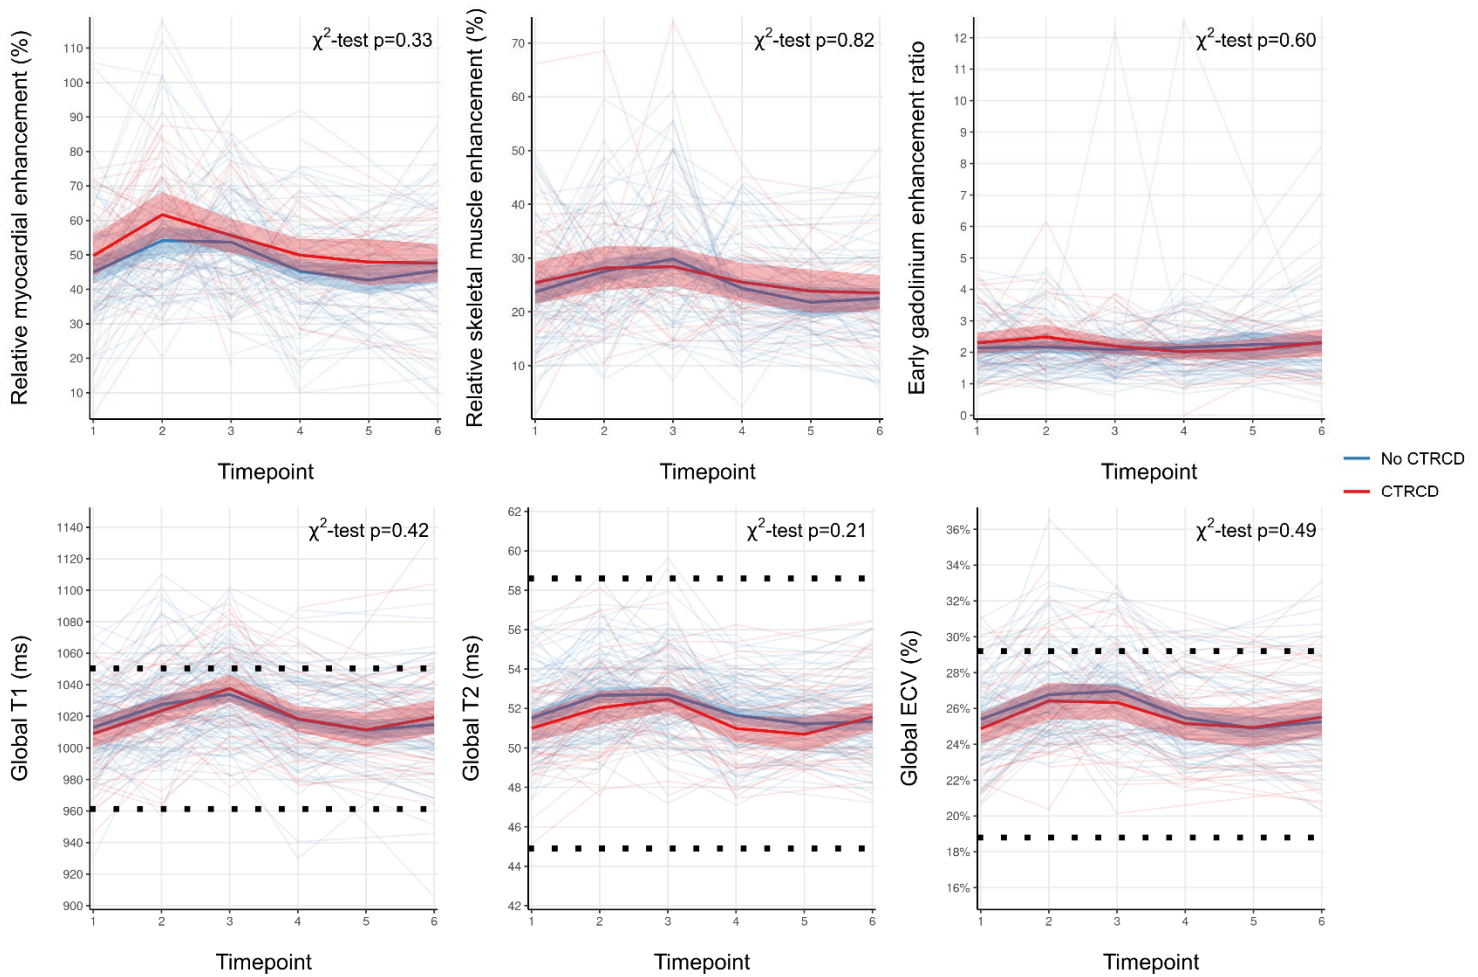 Relative myocardial enhancement (%)
χ²-test p=0.33
110
100
90
80
70
60
50
40
30
20
10
1 2 3 4 5 6
Timepoint
Relative skeletal muscle enhancement (%)
χ²-test p=0.82
70
60
50
40
30
20
10
1 2 3 4 5 6
Timepoint
Early gadolinium enhancement ratio
χ²-test p=0.60
12
11
10
9
8
7
6
5
4
3
2
1
0
1 2 3 4 5 6
Timepoint
No CTRCD
CTRCD
Global T1 (ms)
χ²-test p=0.42
1140
1120
1100
1080
1060
1040
1020
1000
980
960
940
920
900
1 2 3 4 5 6
Timepoint
Global T2 (ms)
χ²-test p=0.21
62
60
58
56
54
52
50
48
46
44
42
1 2 3 4 5 6
Timepoint
Global ECV (%)
χ²-test p=0.49
36%
34%
32%
30%
28%
26%
24%
22%
20%
18%
16%
1 2 3 4 5 6
Timepoint